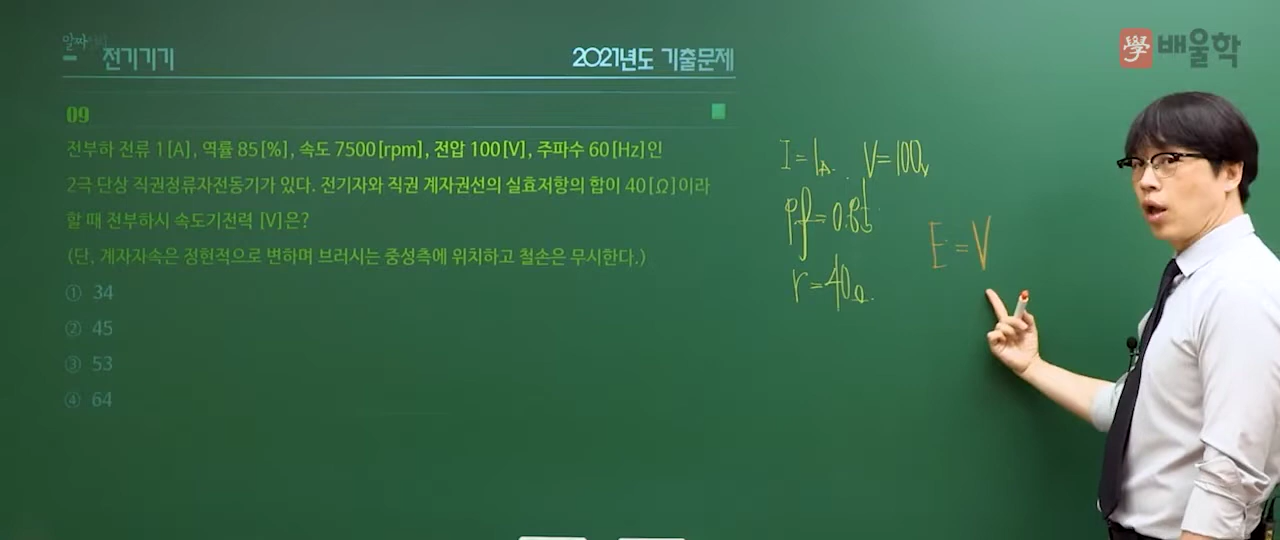 말짜
전기기기
2021년도 기출문제
學 배울학
09
전부하 전류 1[A], 역률 85[%], 속도 7500[rpm], 전압 100[V], 주파수 60[Hz]인
2극 단상 직권정류자전동기가 있다. 전기자와 직권 계자권선의 실효저항의 합이 40[Ω]이라
할 때 전부하시 속도기전력 [V]은?
(단, 계자자속은 정현적으로 변하며 브러시는 중성측에 위치하고 철손은 무시한다.)
① 34
② 45
③ 53
④ 64
I=1A. V=100V
Pf=0.85
r=40Ω.
E=V